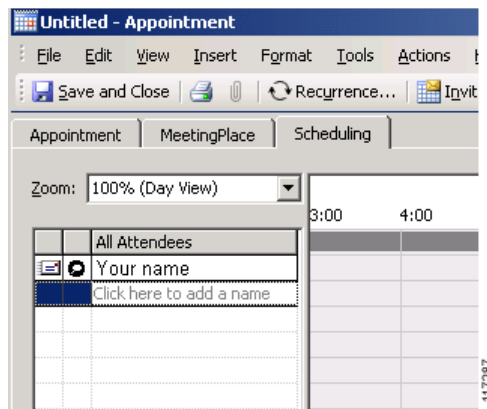 Untitled - Appointment
File Edit View Insert Format Tools Actions
Save and Close Recurrence... Invit
Appointment MeetingPlace Scheduling
Zoom: 100% (Day View)
3:00 4:00
All Attendees
Your name
Click here to add a name